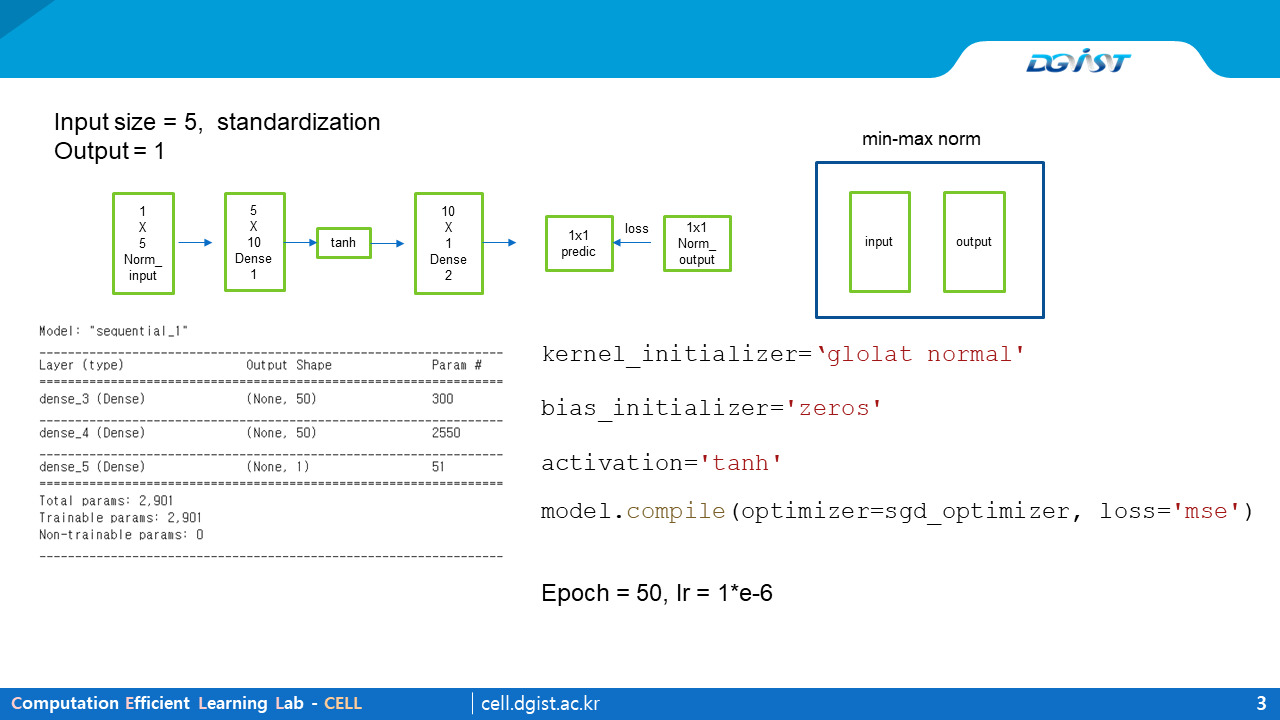 DGIST
Input size = 5,  standardization
Output = 1
min-max norm
1
X
5
Norm_
input
5
X
10
Dense
1
tanh
10
X
1
Dense
2
1x1
predic
loss
1x1
Norm_
output
input
output
Model: "sequential_1"
Layer (type) Output Shape Param #
dense_3 (Dense) (None, 50) 300
dense_4 (Dense) (None, 50) 2550
dense_5 (Dense) (None, 1) 51
Total params: 2,901
Trainable params: 2,901
Non-trainable params: 0
kernel_initializer=‘glolat normal'
bias_initializer='zeros'
activation='tanh'
model.compile(optimizer=sgd_optimizer, loss='mse')
Epoch = 50, lr = 1*e-6
Computation Efficient Learning Lab - CELL
cell.dgist.ac.kr
3